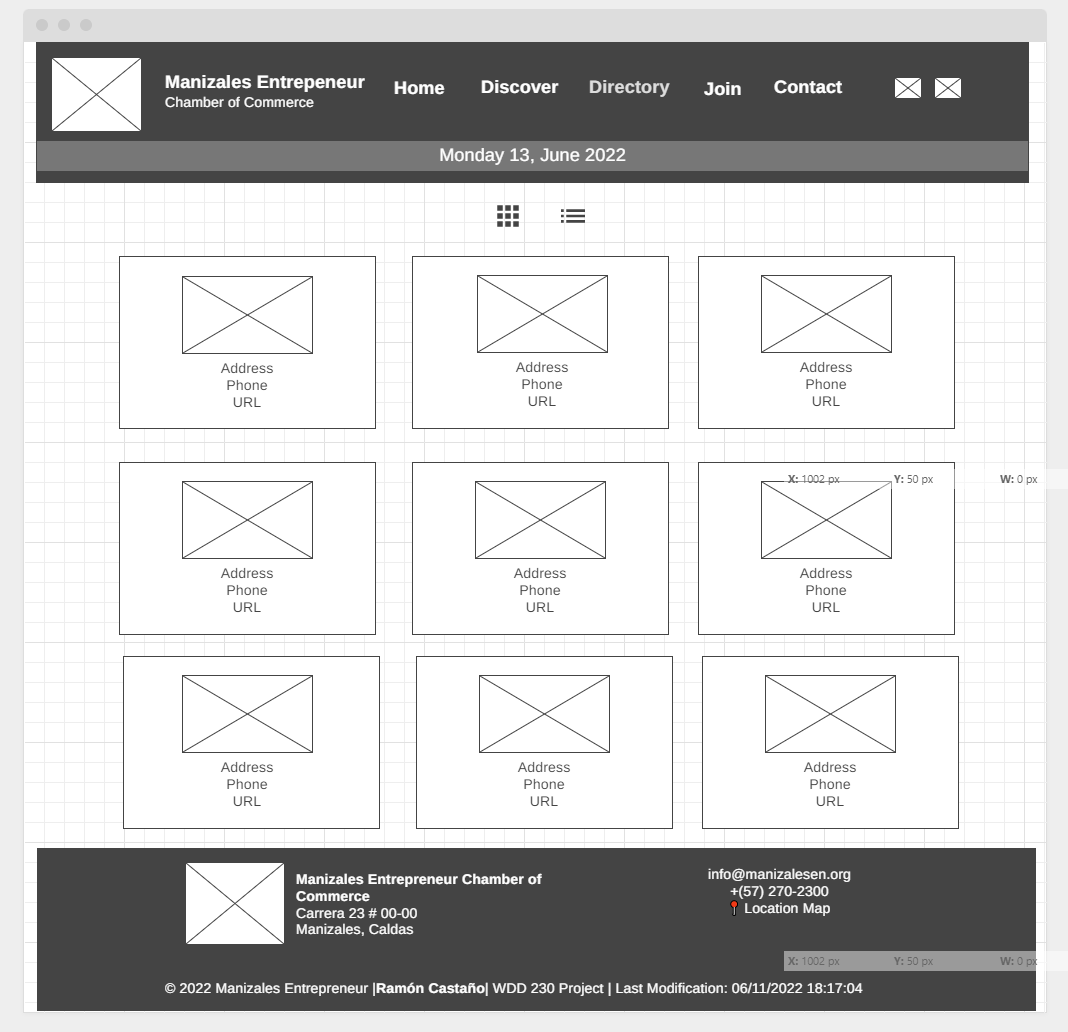 Manizales Entrepeneur
Chamber of Commerce
Home Discover Directory Join Contact
Monday 13, June 2022
Address Address Address
Phone Phone Phone
URL URL URL
X: 1002 px Y: 50 px W: 0 px
Address Address Address
Phone Phone Phone
URL URL URL
Address Address Address
Phone Phone Phone
URL URL URL
Manizales Entrepreneur Chamber of
Commerce
Carrera 23 # 00-00
Manizales, Caldas
info@manizalesen.org
+(57) 270-2300
Location Map
X: 1002 px Y: 50 px W: 0 px
© 2022 Manizales Entrepreneur |Ramón Castaño| WDD 230 Project | Last Modification: 06/11/2022 18:17:04